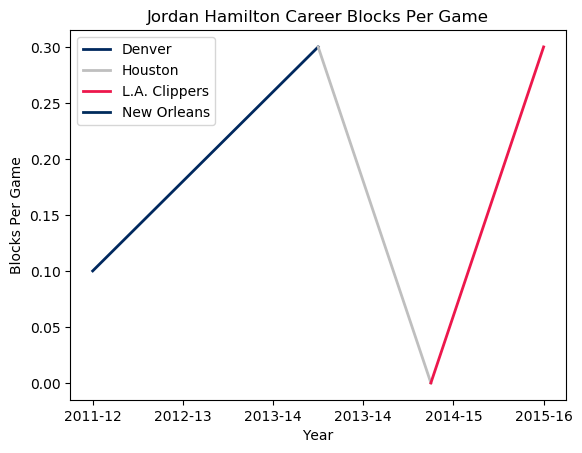 Jordan Hamilton Career Blocks Per Game
Denver
Houston
L.A. Clippers
New Orleans
Blocks Per Game
0.30
0.25
0.20
0.15
0.10
0.05
0.00
2011-12 2012-13 2013-14 2013-14 2014-15 2015-16
Year